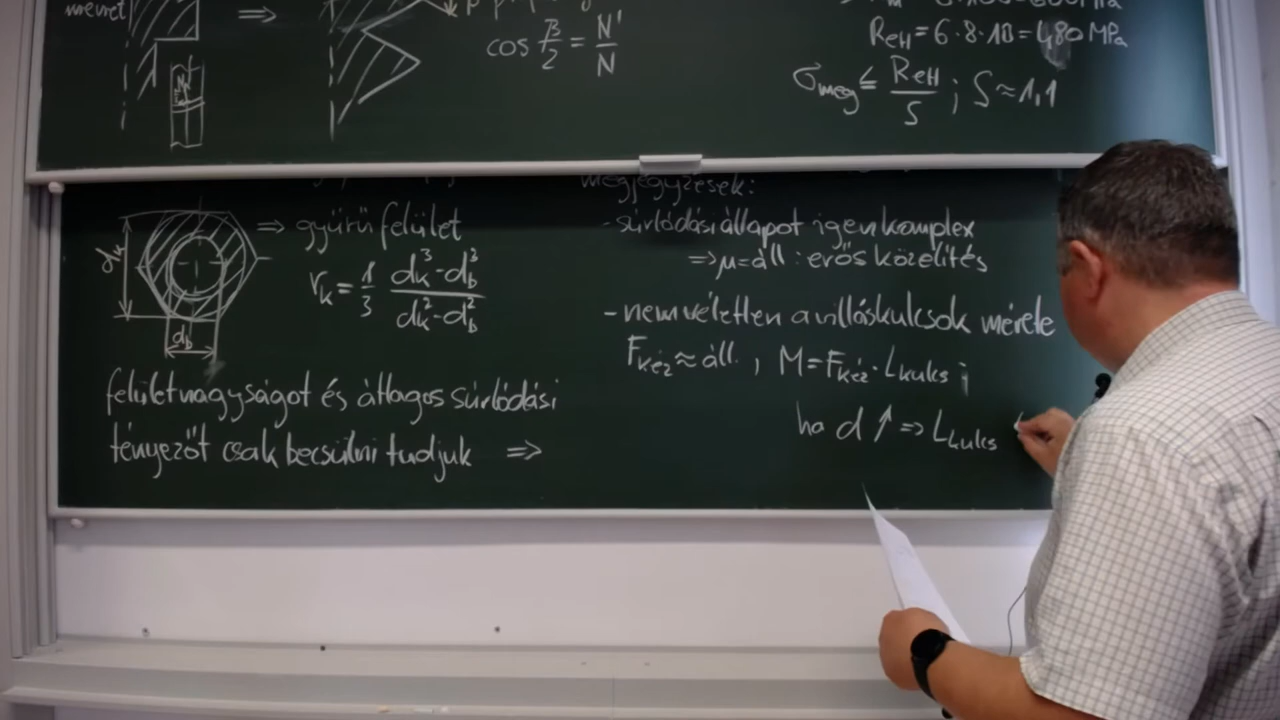 méret]
⇒
cos β/2 = N'/N
ReH = 6·8·10 = 480 MPa
σmeg ≤ ReH/S ; S ≈ 1,1
dk
db
⇒ gyűrű felület
rk = 1/3 (dk³-db³)/(dk²-db²)
felületnagyságot és átlagos súrlódási
tényezőt csak becsülni tudjuk ⇒
megjegyzések:
- súrlódási állapot igen komplex
⇒ μ=áll : erős közelítés
- nem véletlen a villáskulcsok mérete
Fkéz ≈ áll. , M = Fkéz · Lkulcs ;
ha d ↑ ⇒ Lkulcs